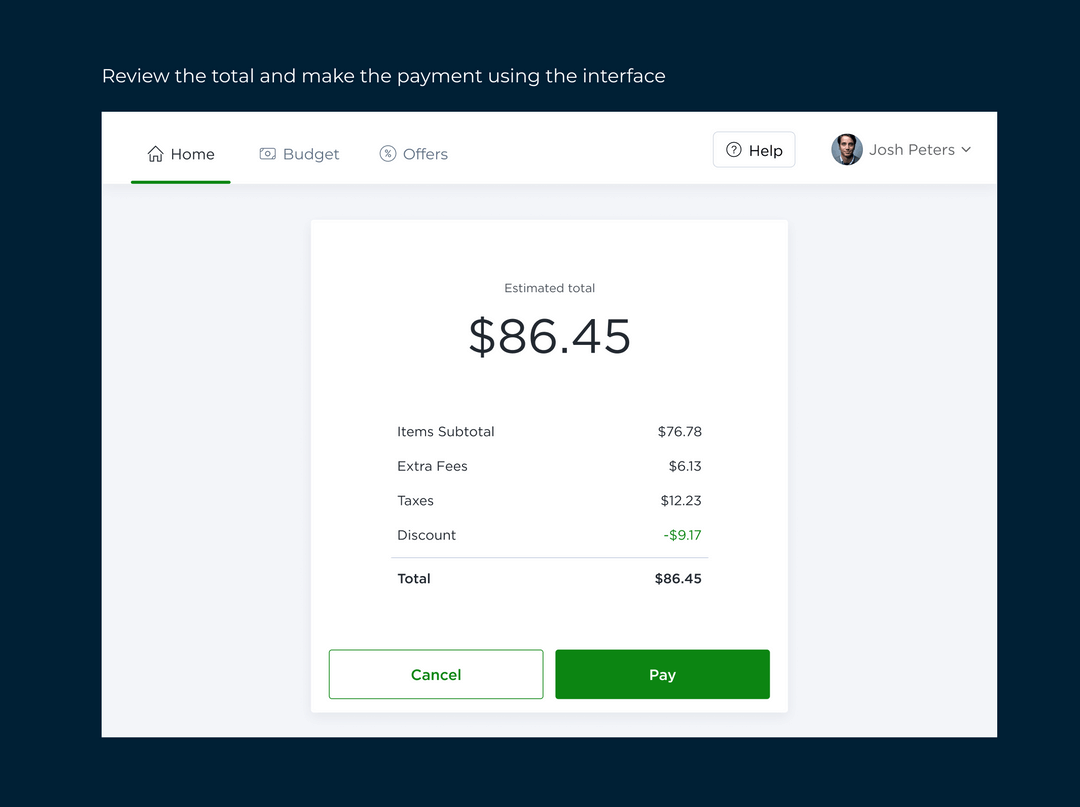 Review the total and make the payment using the interface
Home Budget Offers Help Josh Peters
Estimated total
$86.45
Items Subtotal $76.78
Extra Fees $6.13
Taxes $12.23
Discount -$9.17
Total $86.45
Cancel Pay